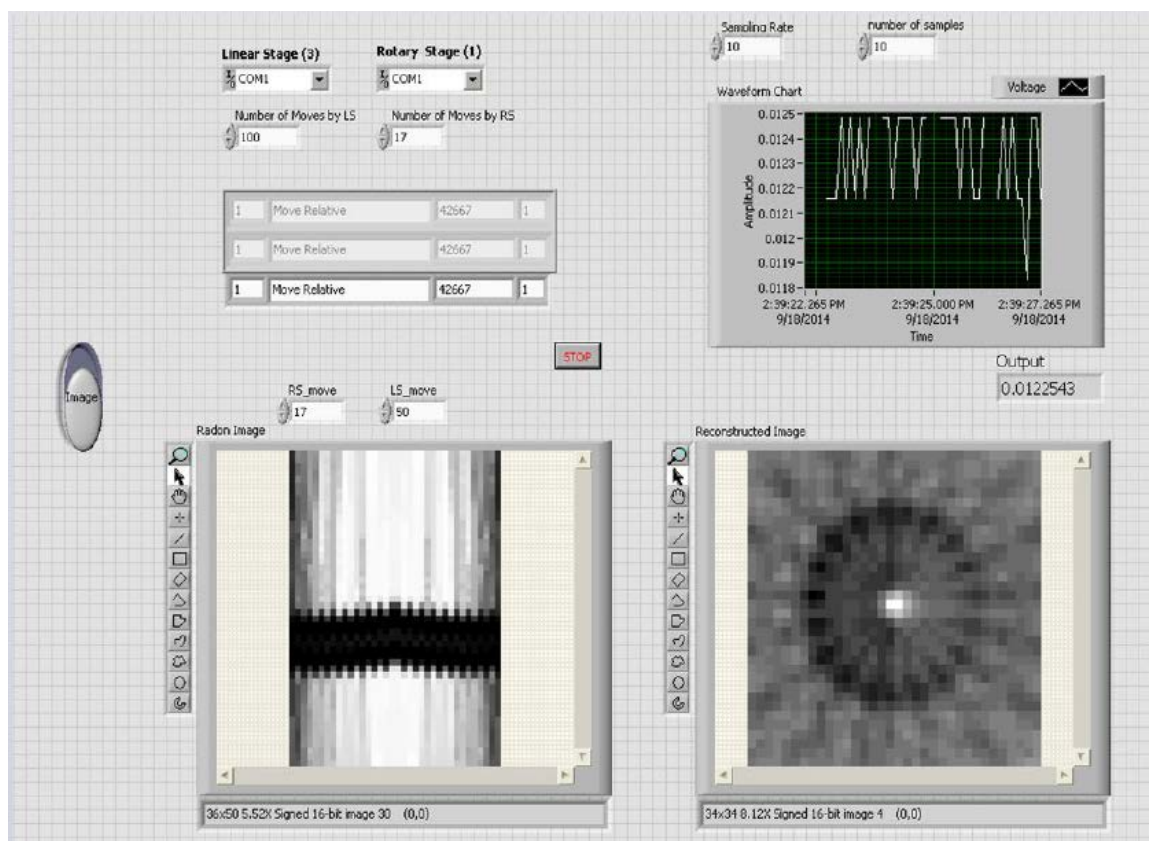 Linear Stage (3)
Rotary Stage (1)
COM1
COM1
Number of Moves by LS
Number of Moves by RS
100
17
1 Move Relative 42667 1
1 Move Relative 42667 1
1 Move Relative 42667 1
Sampling Rate
number of samples
10
10
Waveform Chart
Voltage
Amplitude
0.0125
0.0124
0.0123
0.0122
0.0121
0.012
0.0119
0.0118
2:39:22.265 PM
9/18/2014
2:39:25.000 PM
9/18/2014
2:39:27.265 PM
9/18/2014
Time
STOP
Output
0.0122543
Image
RS_move
LS_move
17
50
Radon Image
36x50 5.52X Signed 16-bit image 30 (0,0)
Reconstructed Image
34x34 8.12X Signed 16-bit image 4 (0,0)